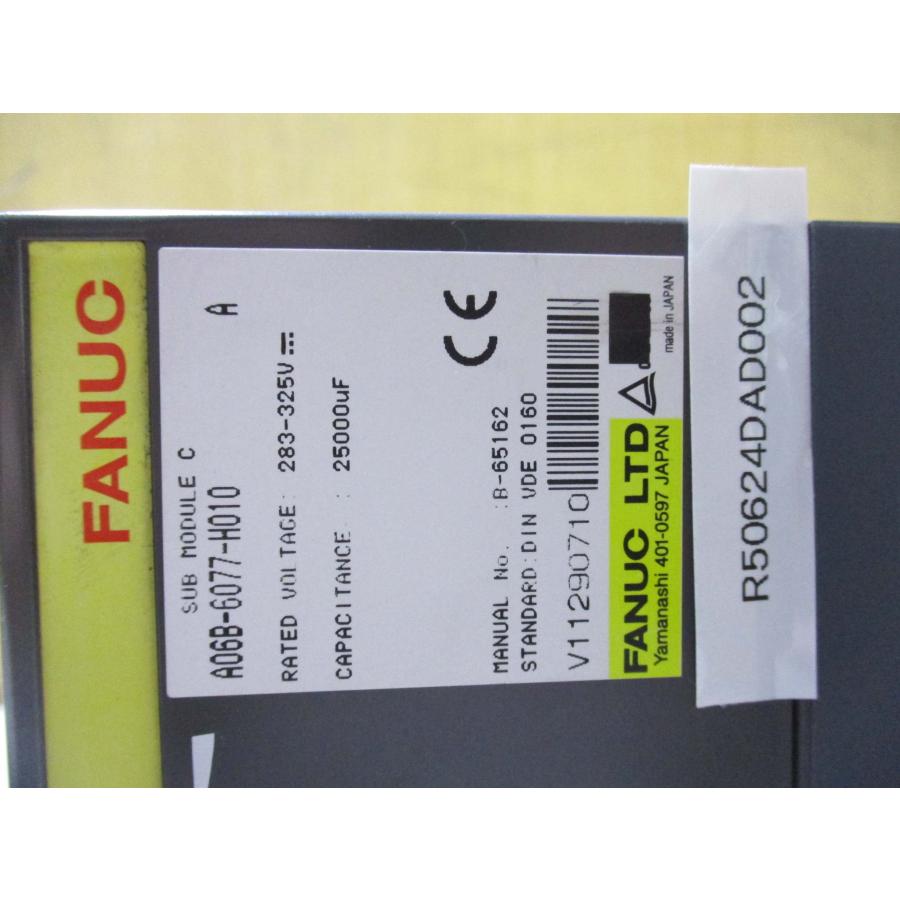 FANUC
SUB MODULE C
A06B-6077-H010 A
RATED VOLTAGE: 283-325V
CAPACITANCE : 25000uF
MANUAL No. :B-65162
STANDARD:DIN VDE 0160
CE
V11290710
FANUC LTD
Yamanashi 401-0597 JAPAN
made in JAPAN
R50624DAD002